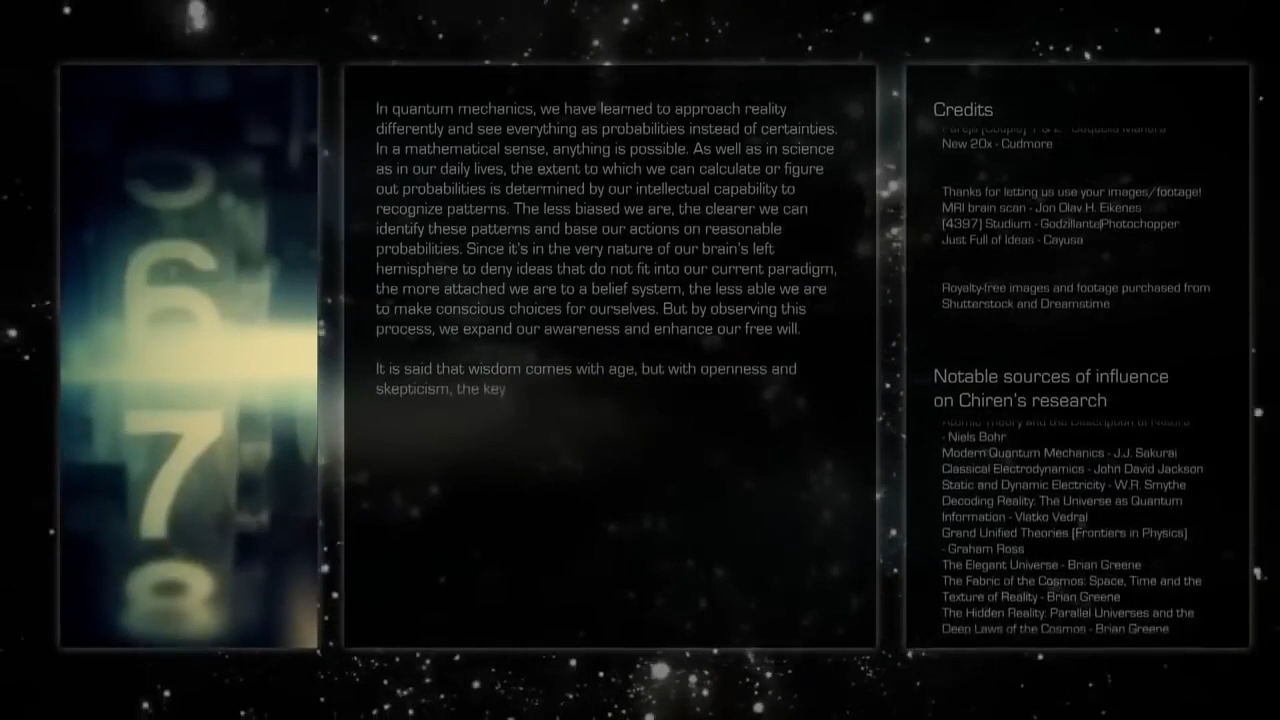 6
7
8
In quantum mechanics, we have learned to approach reality
differently and see everything as probabilities instead of certainties.
In a mathematical sense, anything is possible. As well as in science
as in our daily lives, the extent to which we can calculate or figure
out probabilities is determined by our intellectual capability to
recognize patterns. The less biased we are, the clearer we can
identify these patterns and base our actions on reasonable
probabilities. Since it's in the very nature of our brain's left
hemisphere to deny ideas that do not fit into our current paradigm,
the more attached we are to a belief system, the less able we are
to make conscious choices for ourselves. But by observing this
process, we expand our awareness and enhance our free will.
It is said that wisdom comes with age, but with openness and
skepticism, the key
Credits
New 20x - Cudmore
Thanks for letting us use your images/footage!
MRI brain scan - Jon Olav H. Eikenes
[4397] Studium - Godzillante|Photochopper
Just Full of Ideas - Cayusa
Royalty-free images and footage purchased from
Shutterstock and Dreamstime
Notable sources of influence
on Chiren's research
Atomic Theory and the Description of Nature
- Niels Bohr
Modern Quantum Mechanics - J.J. Sakurai
Classical Electrodynamics - John David Jackson
Static and Dynamic Electricity - W.R. Smythe
Decoding Reality: The Universe as Quantum
Information - Vlatko Vedral
Grand Unified Theories [Frontiers in Physics]
- Graham Ross
The Elegant Universe - Brian Greene
The Fabric of the Cosmos: Space, Time and the
Texture of Reality - Brian Greene
The Hidden Reality: Parallel Universes and the
Deep Laws of the Cosmos - Brian Greene